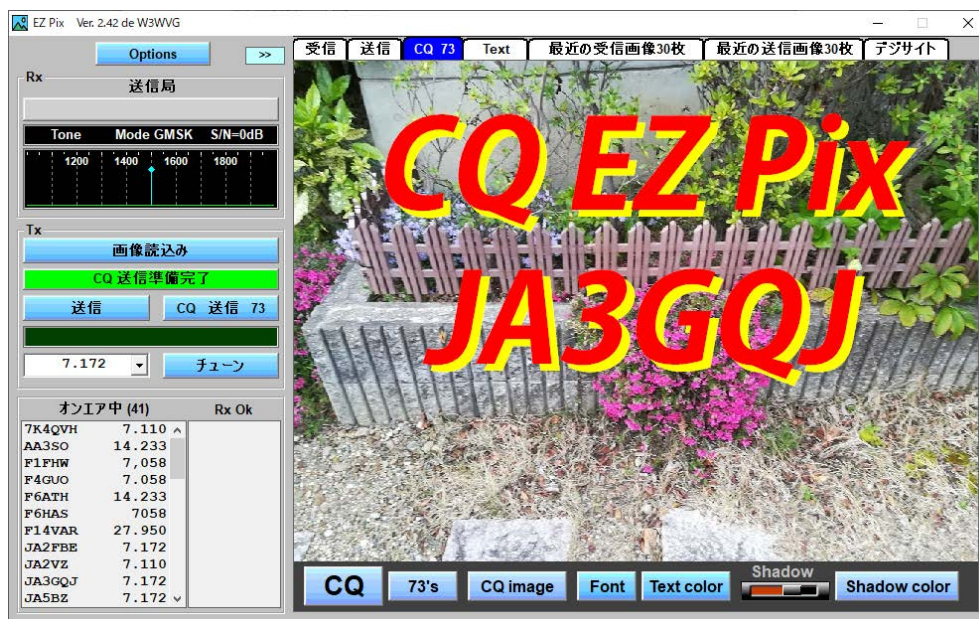 EZ Pix Ver. 2.42 de W3WVG
Options
>>
受信 送信 CQ 73 Text 最近の受信画像30枚 最近の送信画像30枚 デジサイト
Rx
送信局
Tone Mode GMSK S/N=0dB
1200 1400 1600 1800
Tx
画像読込み
CQ 送信準備完了
送信 CQ 送信 73
7.172
チューン
オンエア中 (41) Rx Ok
7K4QVH 7.110
AA3SO 14.233
F1FHW 7,058
F4GUO 7.058
F6ATH 14.233
F6HAS 7058
F14VAR 27.950
JA2FBE 7.172
JA2VZ 7.110
JA3GQJ 7.172
JA5BZ 7.172
CQ EZ Pix
JA3GQJ
CQ 73's CQ image Font Text color Shadow Shadow color